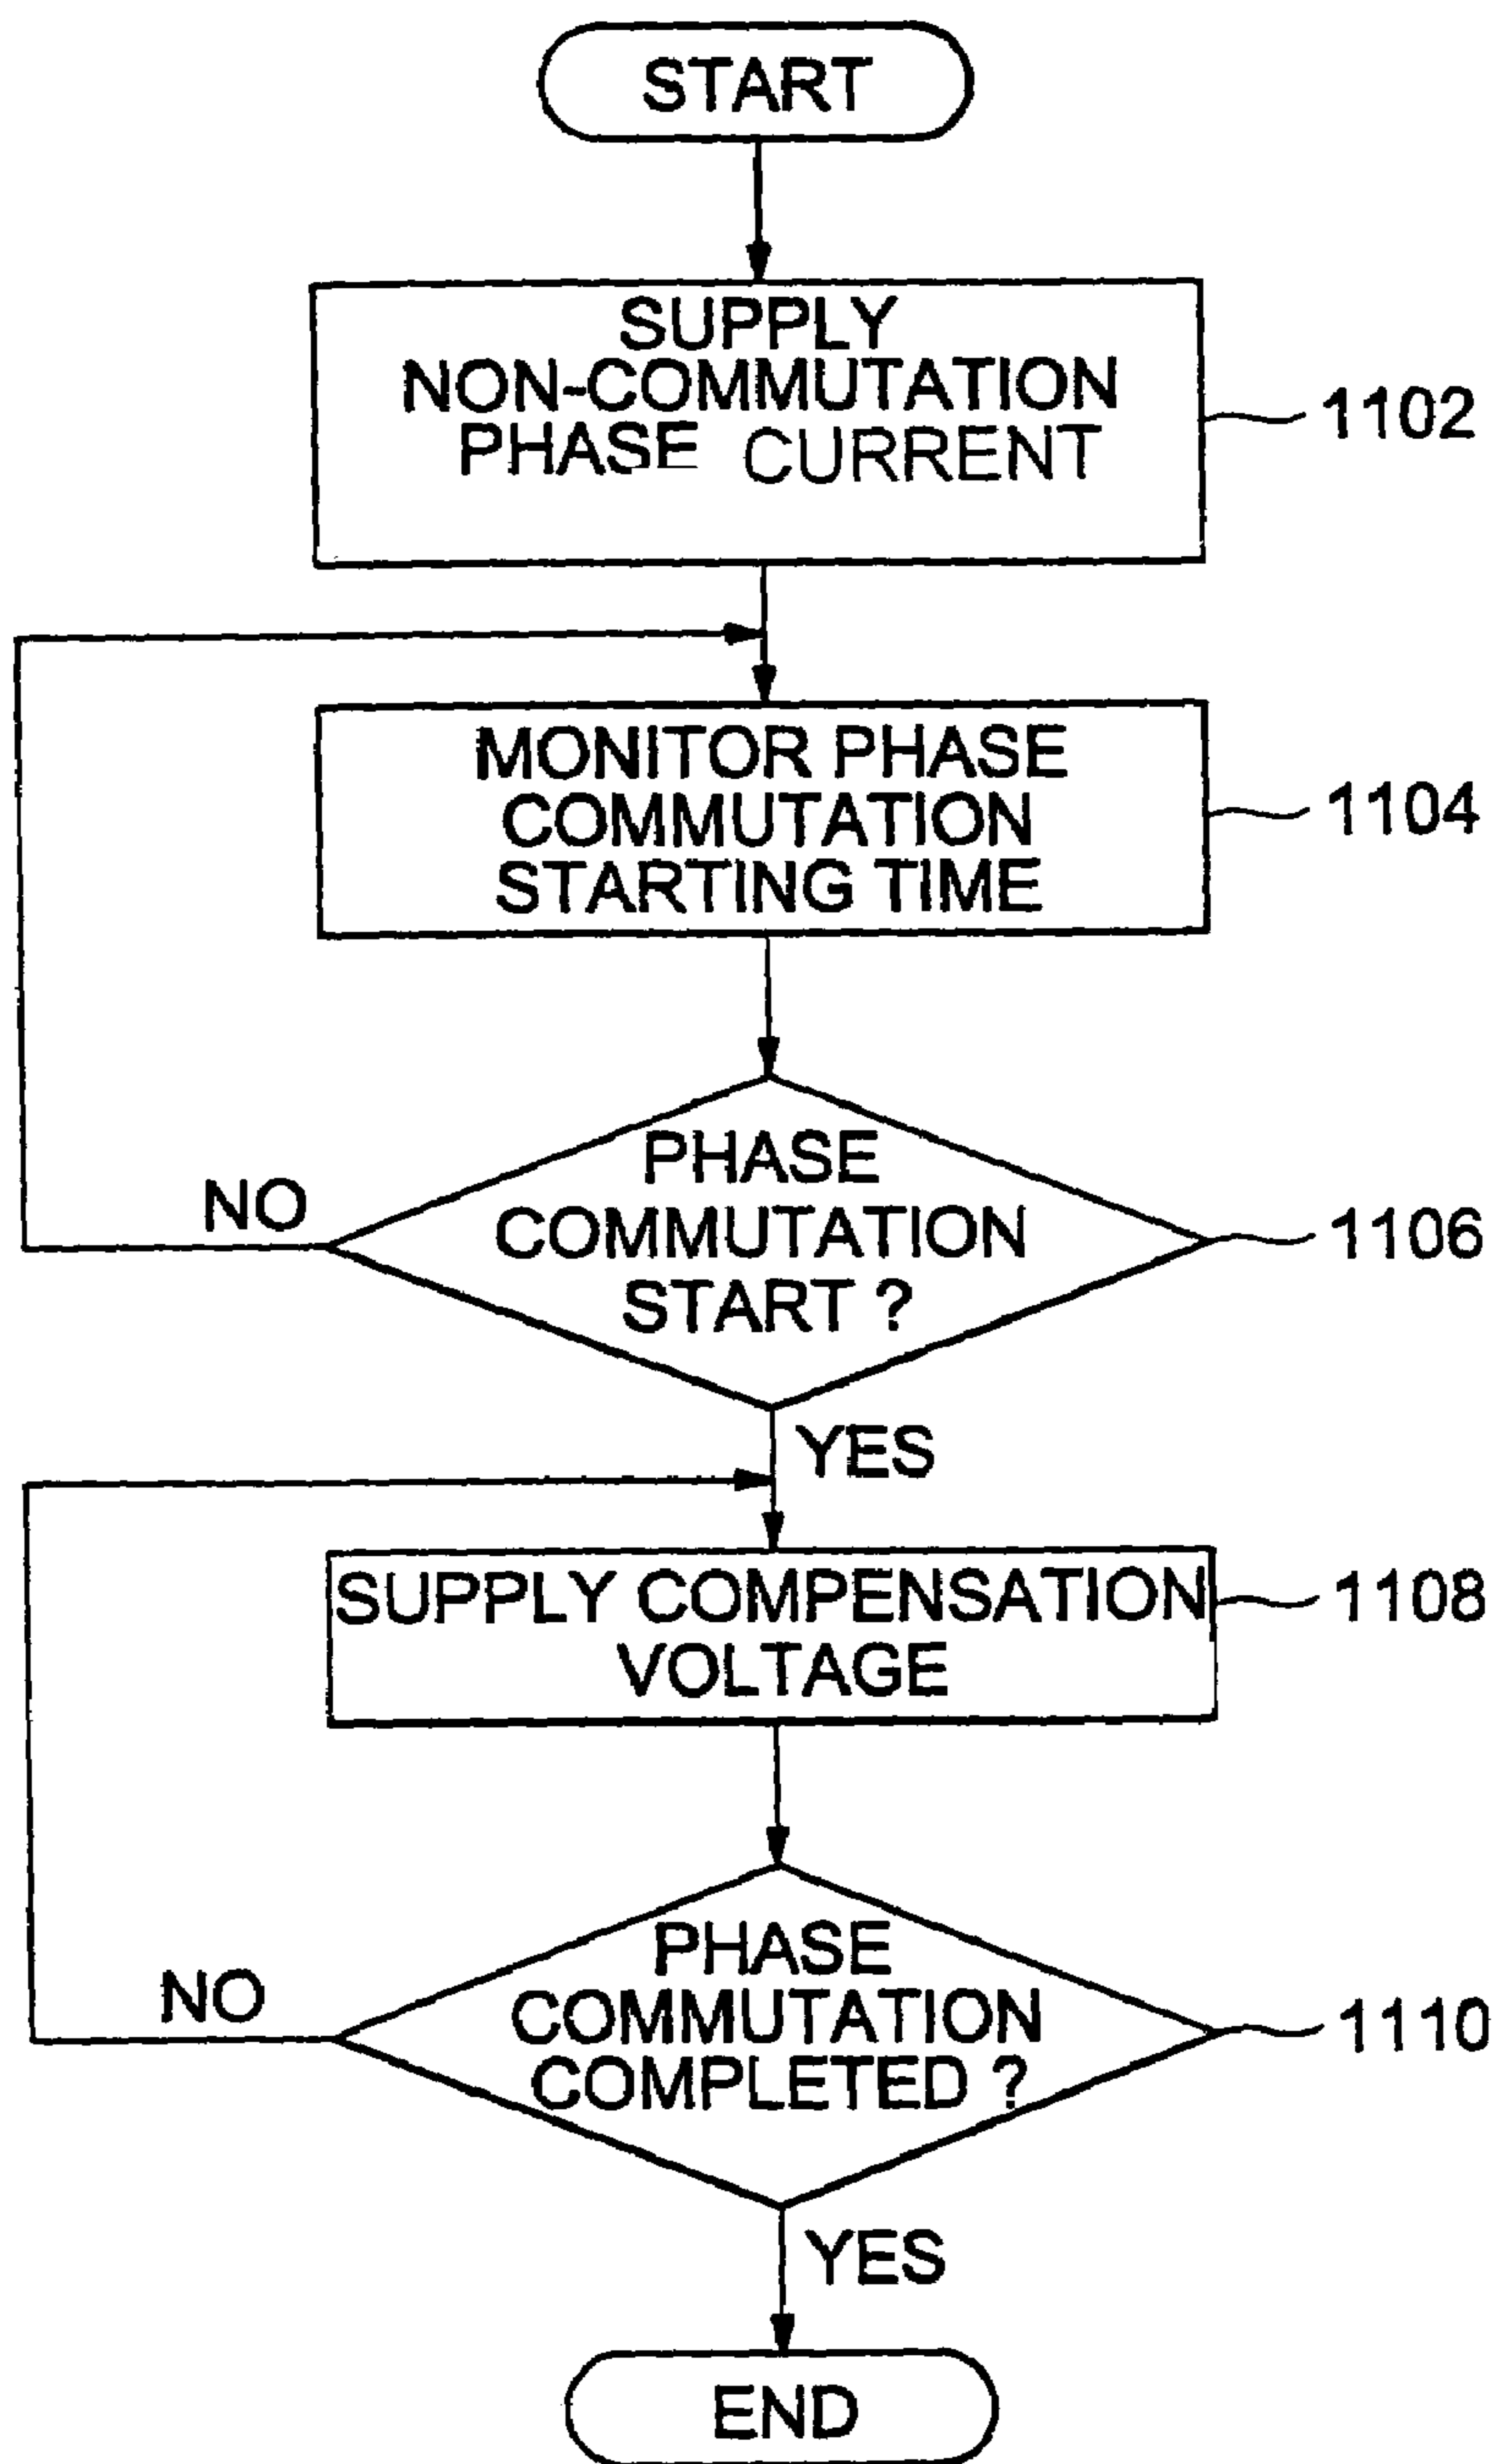 START
SUPPLY
NON-COMMUTATION
PHASE CURRENT
1102
MONITOR PHASE
COMMUTATION
STARTING TIME
1104
PHASE
COMMUTATION
START ?
1106
NO
YES
SUPPLY COMPENSATION
VOLTAGE
1108
PHASE
COMMUTATION
COMPLETED ?
1110
NO
YES
END